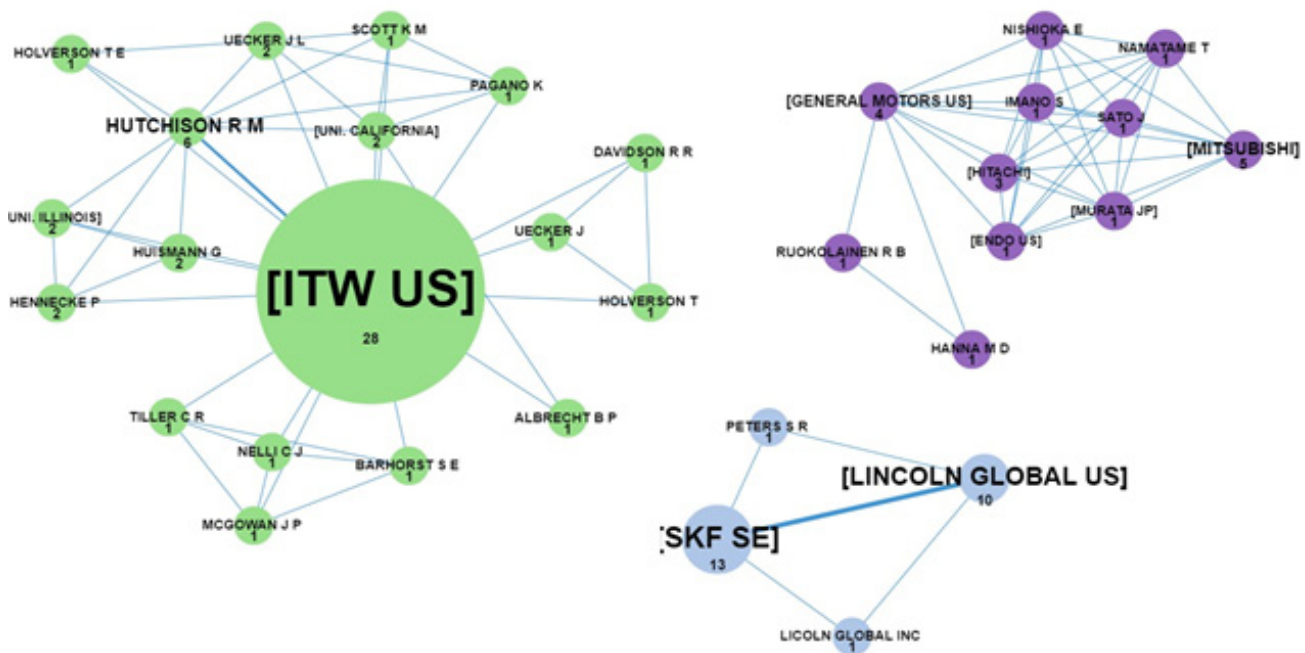 SCOTT K M
1
UECKER J L
2
HOLVERSON T E
1
PAGANO K
1
HUTCHISON R M
6
[UNI. CALIFORNIA]
2
DAVIDSON R R
1
UNI. ILLINOIS]
2
UECKER J
1
HUISMANN G
2
[ITW US]
28
HENNECKE P
2
HOLVERSON T
1
TILLER C R
1
ALBRECHT B P
1
NELLI C J
1
BARHORST S E
1
MCGOWAN J P
1
NISHIOKA E
1
NAMATAME T
1
[GENERAL MOTORS US]
4
IMANO S
1
SATO J
1
[MITSUBISHI]
5
[HITACHI]
3
[MURATA JP]
1
[ENDO US]
1
RUOKOLAINEN R B
1
HANNA M D
1
PETERS S R
1
[LINCOLN GLOBAL US]
10
[SKF SE]
13
LICOLN GLOBAL INC
1